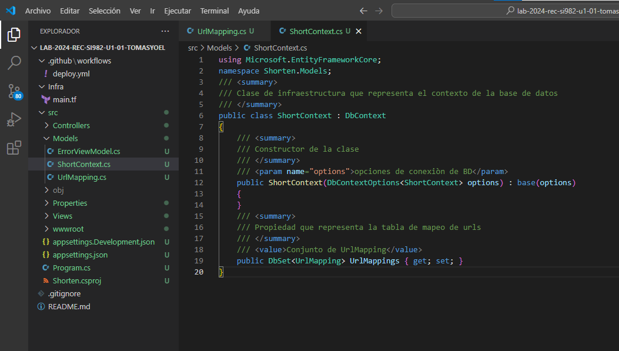 Archivo Editar Selección Ver Ir Ejecutar Terminal Ayuda
lab-2024-rec-si982-u1-01-tomasy
EXPLORADOR ...
LAB-2024-REC-SI982-U1-01-TOMASYOEL
.github\workflows
! deploy.yml
Infra
main.tf
src
Controllers
Models
ErrorViewModel.cs U
ShortContext.cs U
UrlMapping.cs U
obj
Properties
Views
wwwroot
{} appsettings.Development.json U
{} appsettings.json U
Program.cs U
Shorten.csproj U
.gitignore
README.md
80
UrlMapping.cs U
ShortContext.cs U
src > Models > ShortContext.cs
1 using Microsoft.EntityFrameworkCore;
2 namespace Shorten.Models;
3 /// <summary>
4 /// Clase de infraestructura que representa el contexto de la base de datos
5 /// </summary>
6 public class ShortContext : DbContext
7 {
8 /// <summary>
9 /// Constructor de la clase
10 /// </summary>
11 /// <param name="options">opciones de conexiòn de BD</param>
12 public ShortContext(DbContextOptions<ShortContext> options) : base(options)
13 {
14 }
15 /// <summary>
16 /// Propiedad que representa la tabla de mapeo de urls
17 /// </summary>
18 /// <value>Conjunto de UrlMapping</value>
19 public DbSet<UrlMapping> UrlMappings { get; set; }
20 }